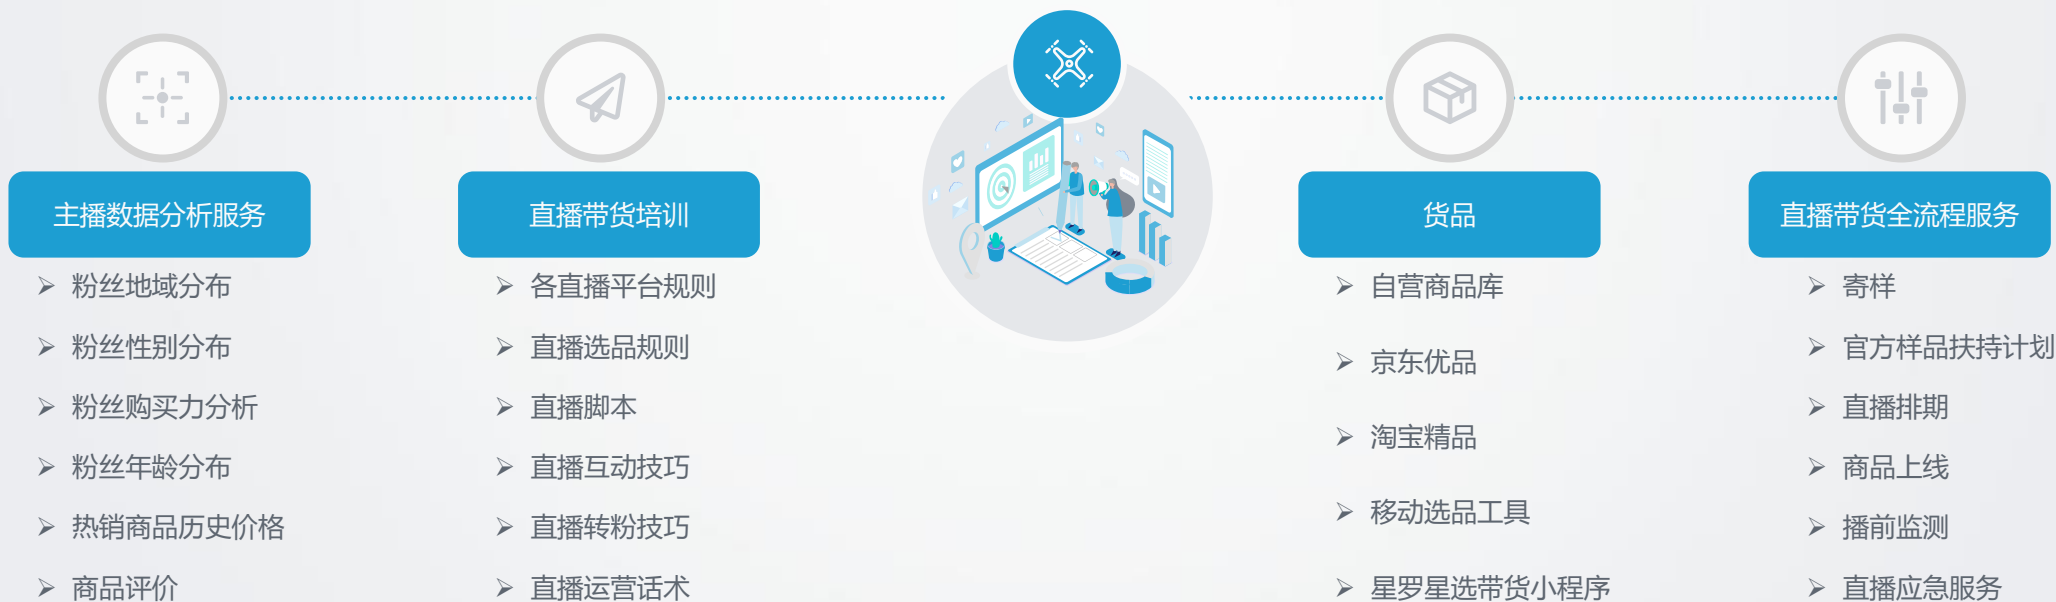 主播数据分析服务
粉丝地域分布
粉丝性别分布
粉丝购买力分析
粉丝年龄分布
热销商品历史价格
商品评价
直播带货培训
各直播平台规则
直播选品规则
直播脚本
直播互动技巧
直播转粉技巧
直播运营话术
货品
自营商品库
京东优品
淘宝精品
移动选品工具
星罗星选带货小程序
直播带货全流程服务
寄样
官方样品扶持计划
直播排期
商品上线
播前监测
直播应急服务